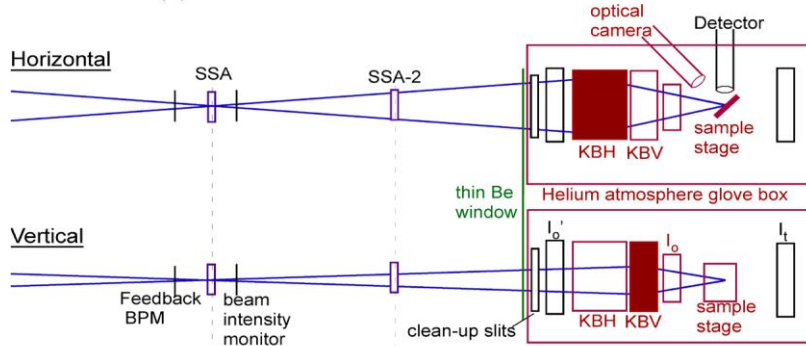 optical
camera
Detector
Horizontal
SSA
SSA-2
KBH
KBV
sample
stage
thin Be
window
Helium atmosphere glove box
Vertical
Io'
Io
It
Feedback
BPM
beam
intensity
monitor
clean-up slits
KBH
KBV
sample
stage